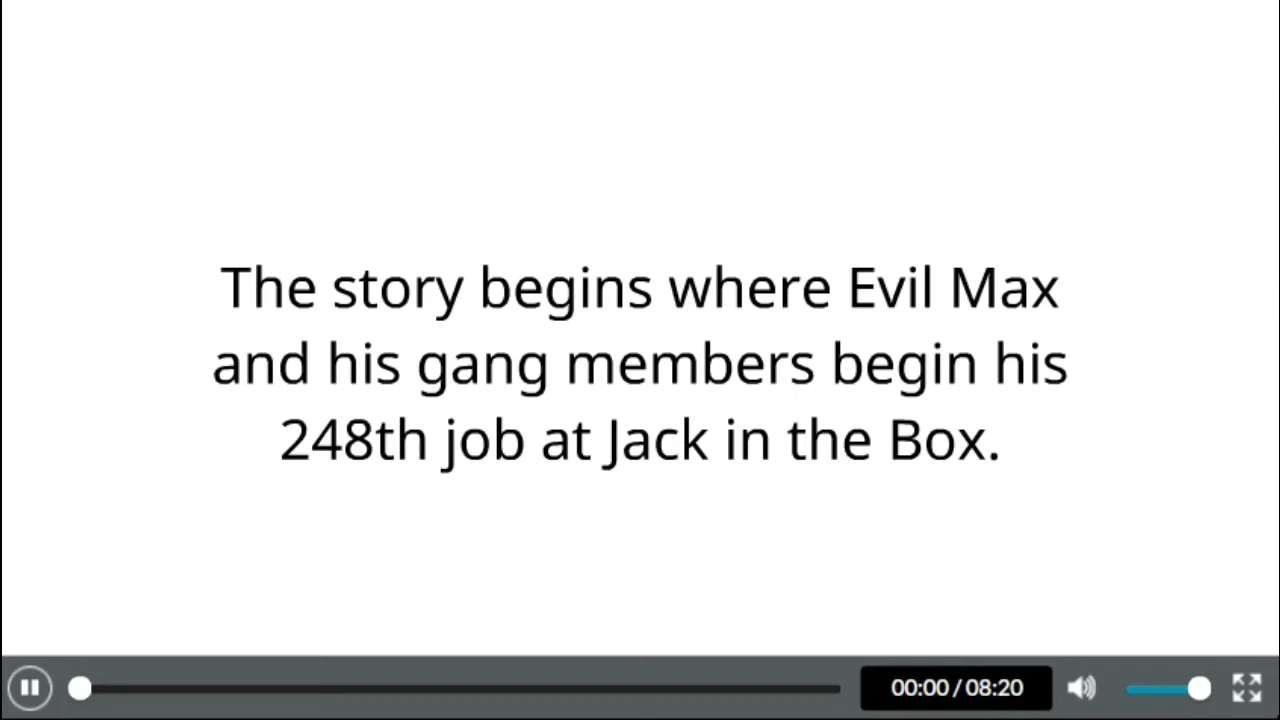 The story begins where Evil Max
and his gang members begin his
248th job at Jack in the Box.
00:00 / 08:20